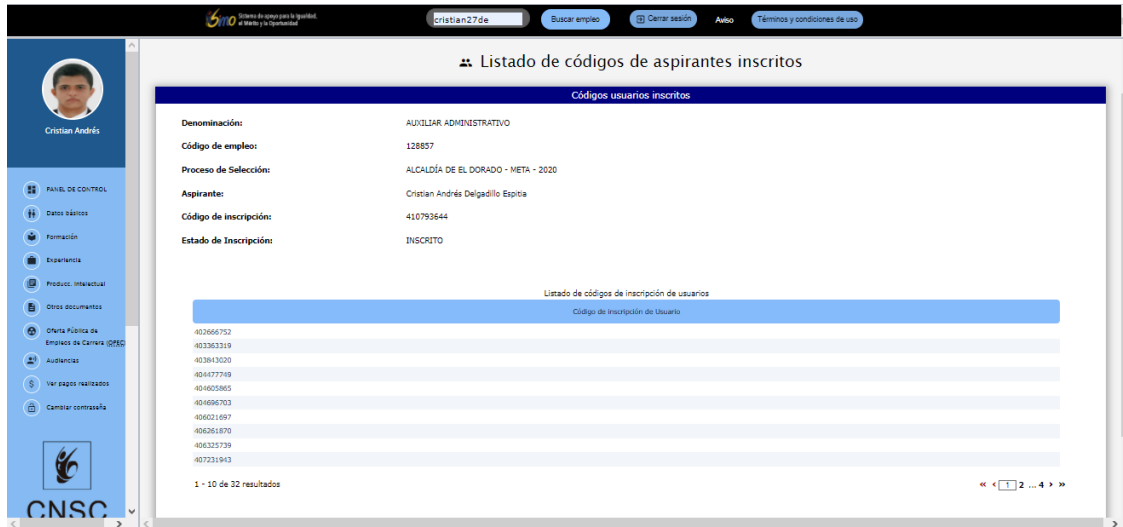 Simo Sistema de apoyo para la Igualdad, el Mérito y la Oportunidad
cristian27de
Buscar empleo
Cerrar sesión
Aviso
Términos y condiciones de uso
Cristian Andrés
PANEL DE CONTROL
Datos básicos
Formación
Experiencia
Producc. intelectual
Otros documentos
Oferta Pública de
Empleos de Carrera (OPEC)
Audiencias
Ver pagos realizados
Cambiar contraseña
CNSC
Listado de códigos de aspirantes inscritos
Códigos usuarios inscritos
Denominación: AUXILIAR ADMINISTRATIVO
Código de empleo: 128857
Proceso de Selección: ALCALDÍA DE EL DORADO - META - 2020
Aspirante: Cristian Andrés Delgadillo Espitia
Código de inscripción: 410793644
Estado de Inscripción: INSCRITO
Listado de códigos de inscripción de usuarios
Código de Inscripción de Usuario
402666752
403363319
403843020
404477749
404605865
404696703
406021697
406261870
406325739
407231943
1 - 10 de 32 resultados
« ‹ 1 2 ... 4 › »